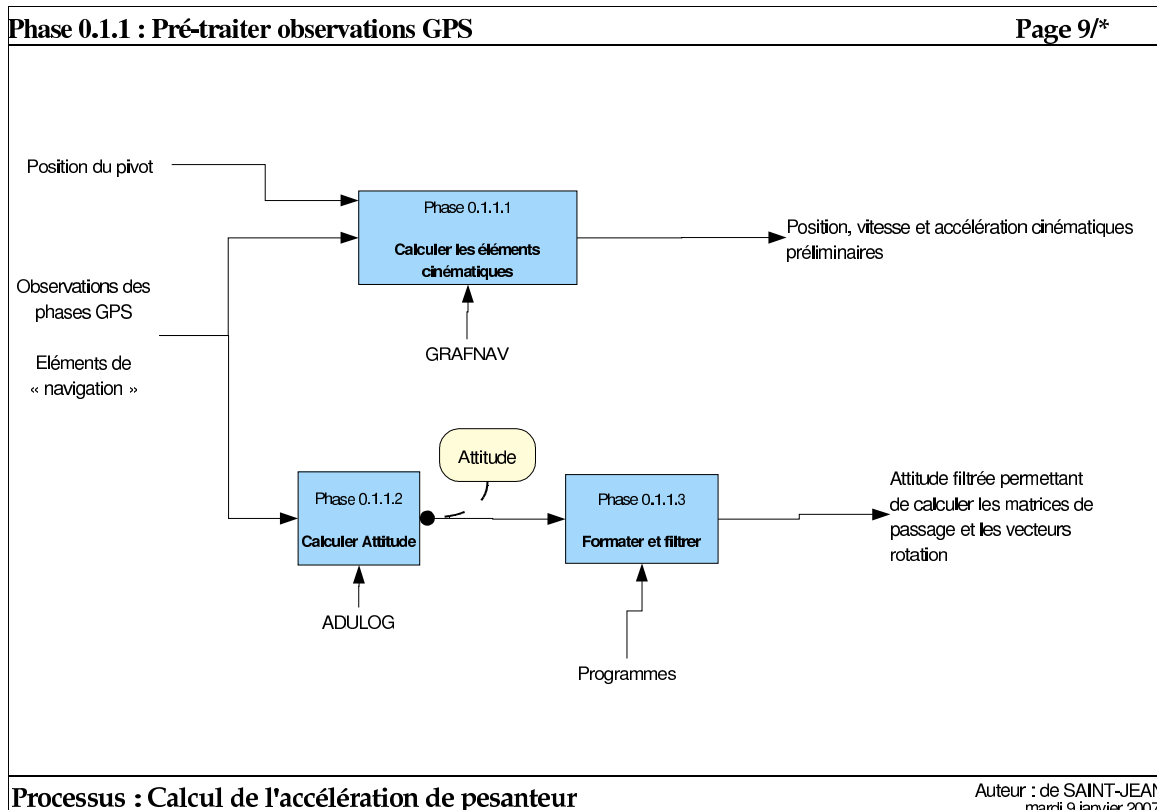 Phase 0.1.1 : Pré-traiter observations GPS
Page 9/*
Position du pivot
Phase 0.1.1.1
Calculer les éléments
cinématiques
Position, vitesse et accélération cinématiques
préliminaires
Observations des
phases GPS
Eléments de
« navigation »
GRAFNAV
Attitude
Phase 0.1.1.2
Calculer Attitude
Phase 0.1.1.3
Formater et filtrer
Attitude filtrée permettant
de calculer les matrices de
passage et les vecteurs
rotation
ADULOG
Programmes
Processus : Calcul de l'accélération de pesanteur
Auteur : de SAINT-JEAN
mardi 9 janvier 2007